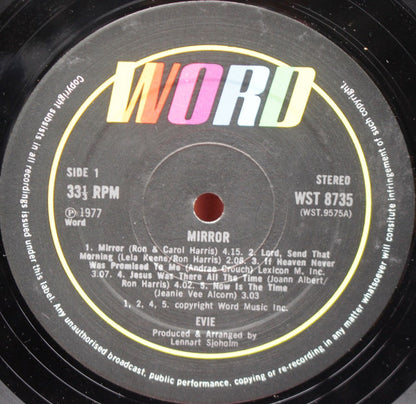 WORD
SIDE 1
STEREO
33⅓ RPM
WST 8735
(WST.9575A)
Ⓟ 1977
Word
MIRROR
1. Mirror (Ron & Carol Harris) 4.15. 2. Lord, Send That
Morning (Lela Keene/Ron Harris) 2.08. 3. If Heaven Never
Was Promised To Me (Andrae Crouch) Lexicon M. Inc.
3.07. 4. Jesus Was There All The Time (Joann Albert/
Ron Harris) 4.02. 5. Now Is The Time
(Jeanie Vee Alcorn) 3.03
1, 2, 4, 5. copyright Word Music Inc.
EVIE
Produced & Arranged by
Lennart Sjoholm
Copyright subsists in all recordings issued under this label. Any unauthorised broadcast, public performance, copying or re-recording in any matter whatsoever will constitute infringement of such copyright.